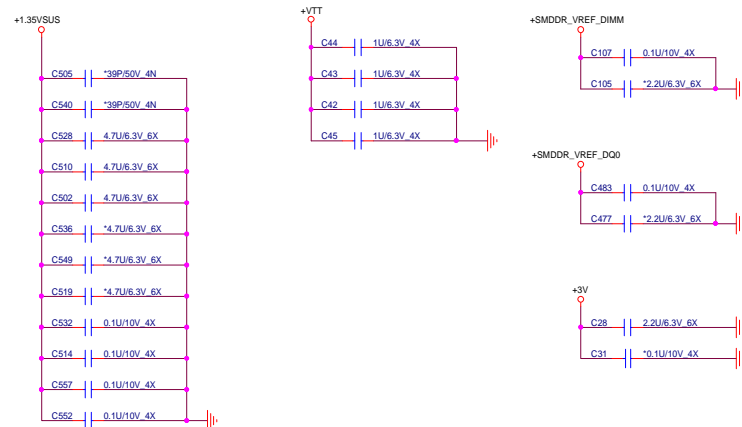 +1.35VSUS
C505 *39P/50V_4N
C540 *39P/50V_4N
C528 4.7U/6.3V_6X
C510 4.7U/6.3V_6X
C502 4.7U/6.3V_6X
C536 *4.7U/6.3V_6X
C549 *4.7U/6.3V_6X
C519 *4.7U/6.3V_6X
C532 0.1U/10V_4X
C514 0.1U/10V_4X
C557 0.1U/10V_4X
C552 0.1U/10V_4X
+VTT
C44 1U/6.3V_4X
C43 1U/6.3V_4X
C42 1U/6.3V_4X
C45 1U/6.3V_4X
+SMDDR_VREF_DIMM
C107 0.1U/10V_4X
C105 *2.2U/6.3V_6X
+SMDDR_VREF_DQ0
C483 0.1U/10V_4X
C477 *2.2U/6.3V_6X
+3V
C28 2.2U/6.3V_6X
C31 *0.1U/10V_4X